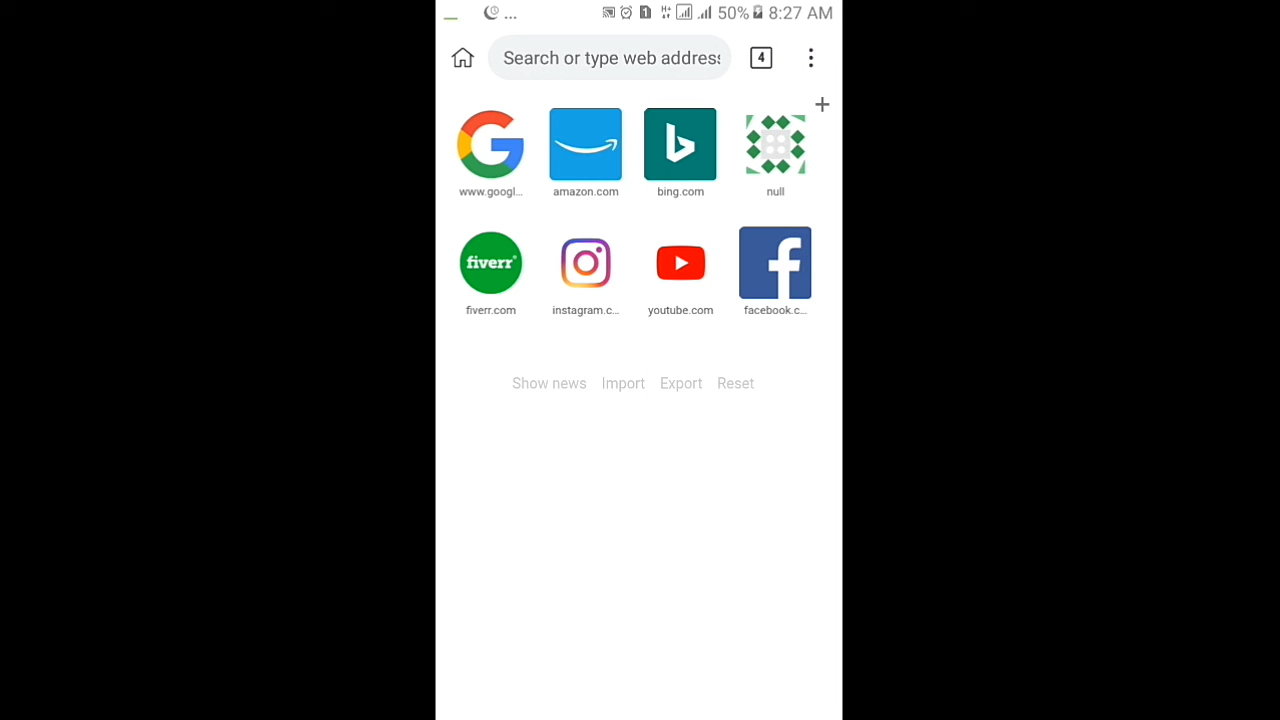 ... 50% 8:27 AM
Search or type web address
4
www.googl... amazon.com bing.com null
fiverr
fiverr.com instagram.c... youtube.com facebook.c...
Show news Import Export Reset